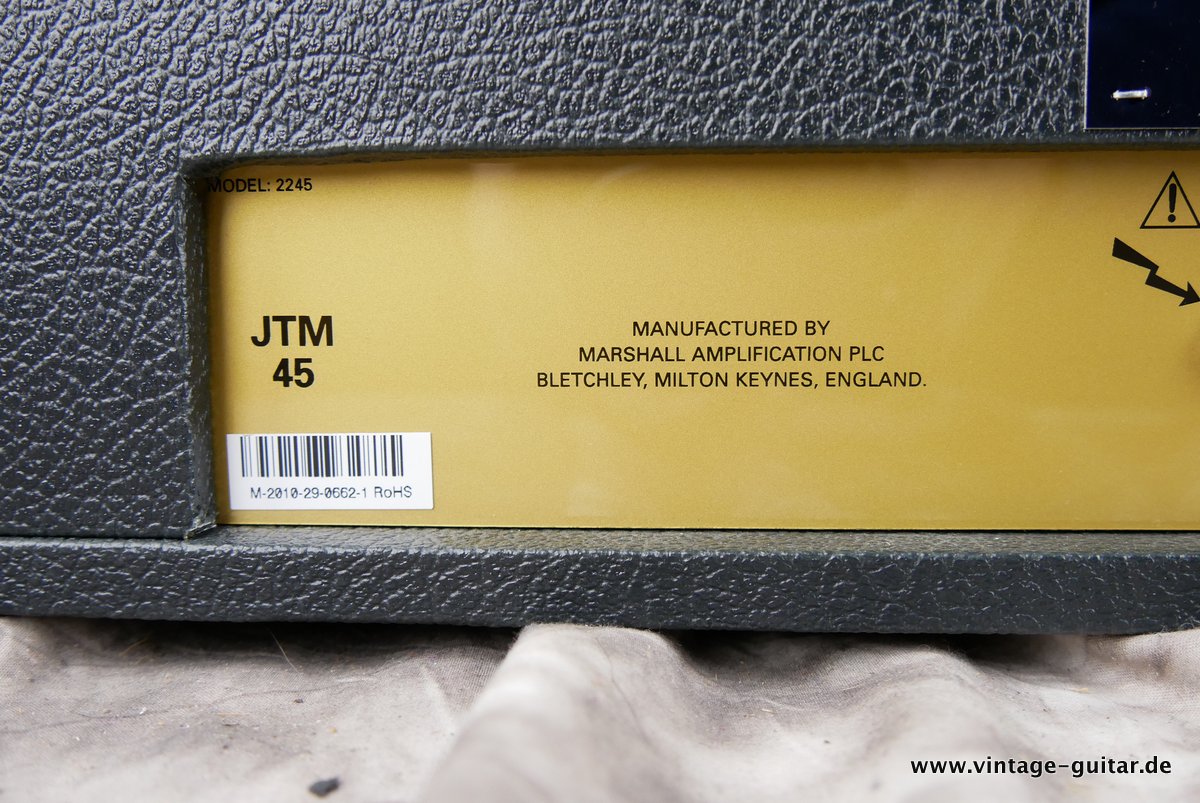 MODEL: 2245
JTM
45
MANUFACTURED BY
MARSHALL AMPLIFICATION PLC
BLETCHLEY, MILTON KEYNES, ENGLAND.
M-2010-29-0662-1 RoHS
www.vintage-guitar.de